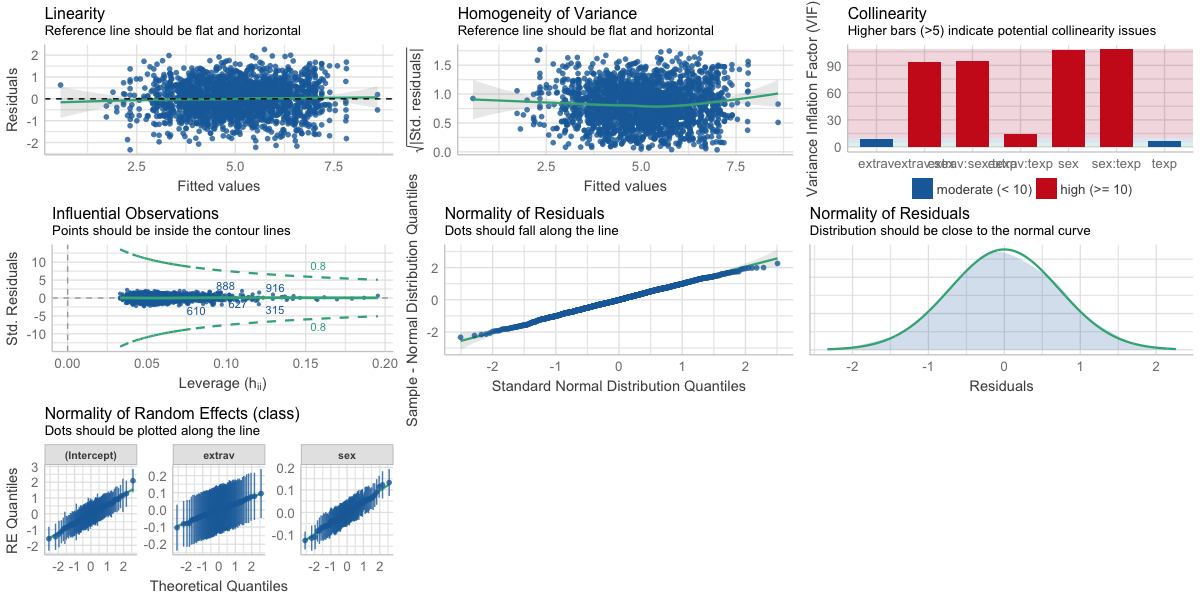 Linearity
Reference line should be flat and horizontal
Residuals
2
1
0
-1
-2
2.5 5.0 7.5
Fitted values
Homogeneity of Variance
Reference line should be flat and horizontal
√|Std. residuals|
1.5
1.0
0.5
0.0
2.5 5.0 7.5
Fitted values
Collinearity
Higher bars (>5) indicate potential collinearity issues
Variance Inflation Factor (VIF)
90
60
30
0
extrav sex sex:texp texp
moderate (< 10) high (>= 10)
Influential Observations
Points should be inside the contour lines
Std. Residuals
10
5
0
-5
-10
0.8
888 916
610 627 315
0.8
0.00 0.05 0.10 0.15 0.20
Leverage (hii)
Normality of Residuals
Dots should fall along the line
Sample - Normal Distribution Quantiles
2
0
-2
-2 -1 0 1 2
Standard Normal Distribution Quantiles
Normality of Residuals
Distribution should be close to the normal curve
-2 -1 0 1 2
Residuals
Normality of Random Effects (class)
Dots should be plotted along the line
(Intercept) extrav sex
RE Quantiles
3
2
1
0
-1
-2
0.2
0.1
0.0
-0.1
-0.2
0.2
0.1
0.0
-0.1
-2 -1 0 1 2 -2 -1 0 1 2 -2 -1 0 1 2
Theoretical Quantiles